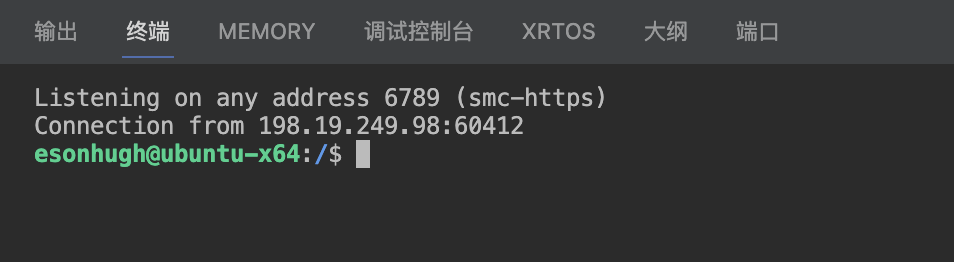 输出 终端 MEMORY 调试控制台 XRTOS 大纲 端口
Listening on any address 6789 (smc-https)
Connection from 198.19.249.98:60412
esonhugh@ubuntu-x64:/$